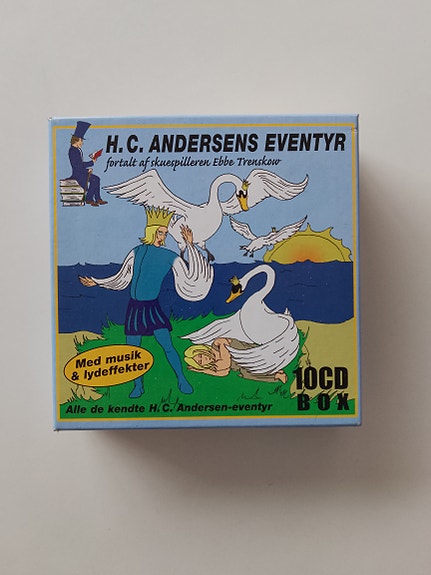 H.C. ANDERSENS EVENTYR
fortalt af skuespilleren Ebbe Trenskow
Med musik
& lydeffekter
10CD
BOX
Alle de kendte H.C. Andersen-eventyr